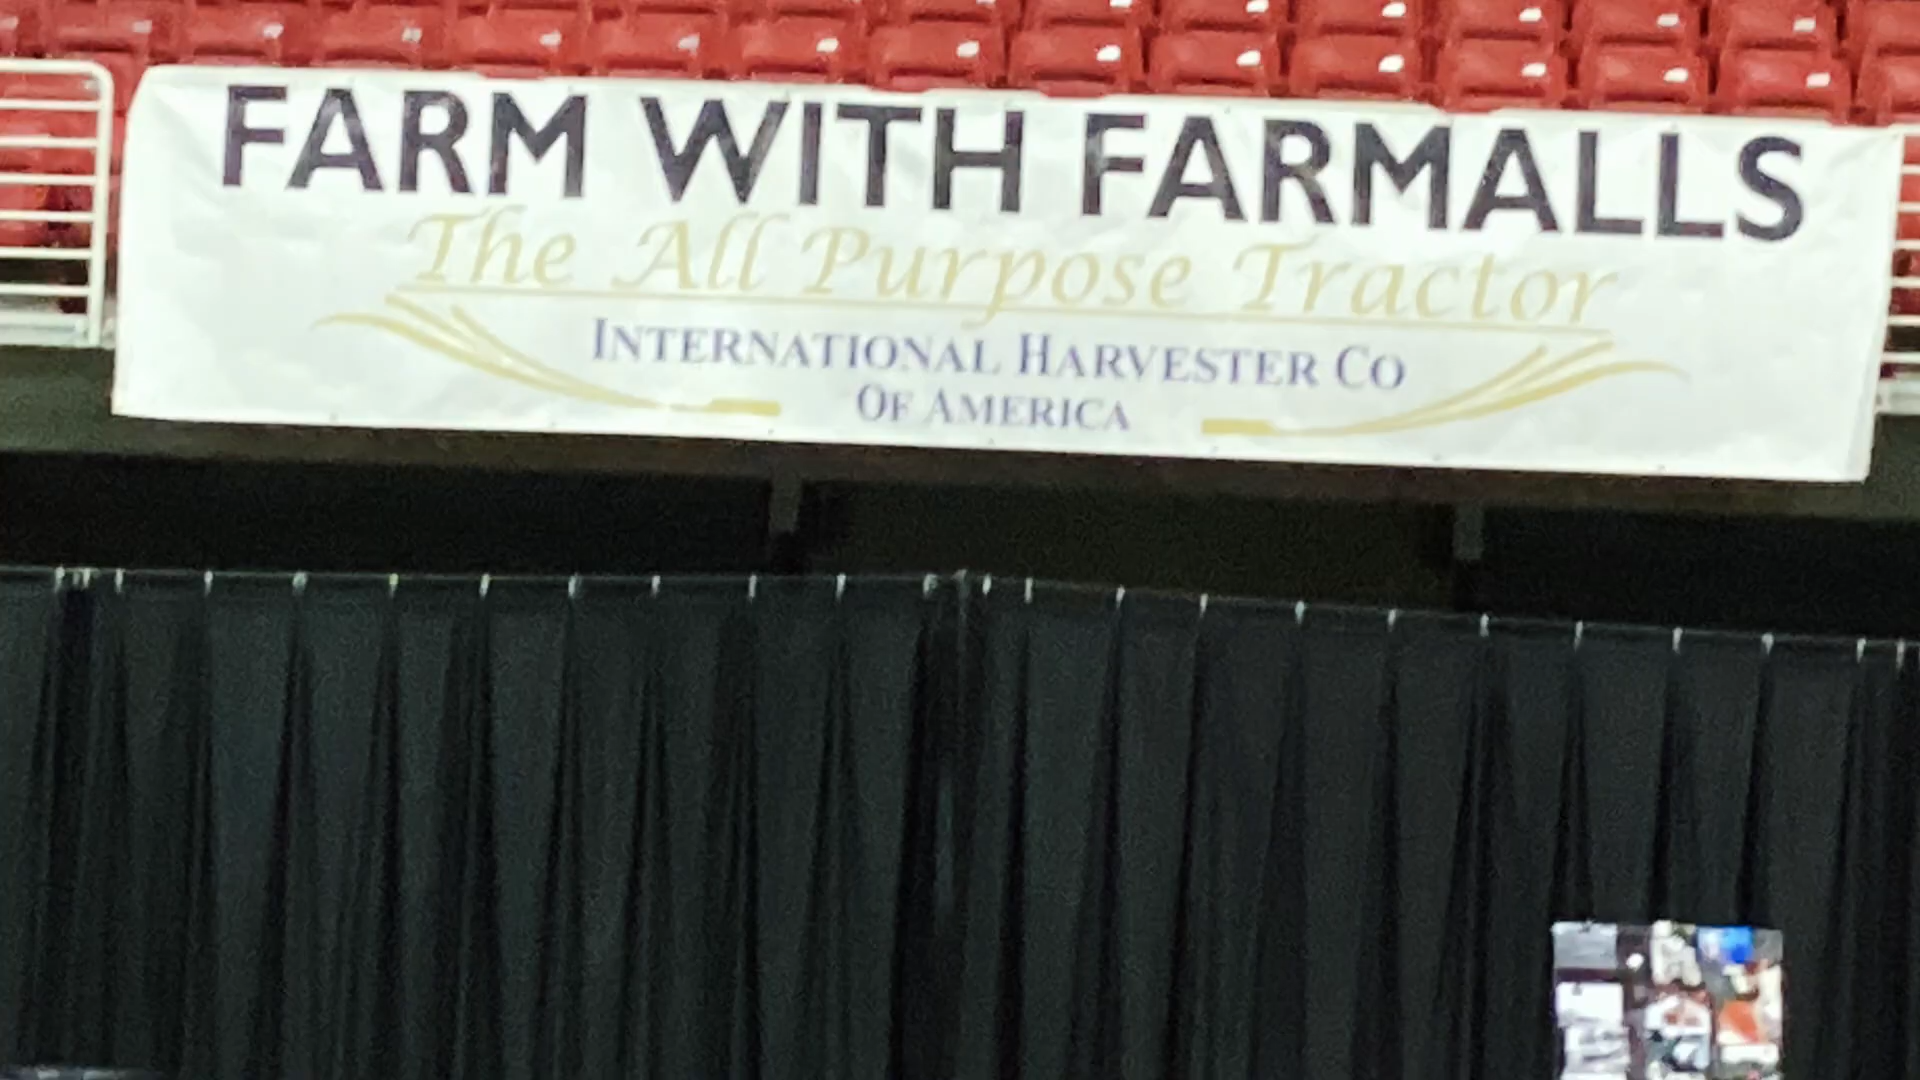 FARM WITH FARMALLS
The All Purpose Tractor
INTERNATIONAL HARVESTER CO
OF AMERICA